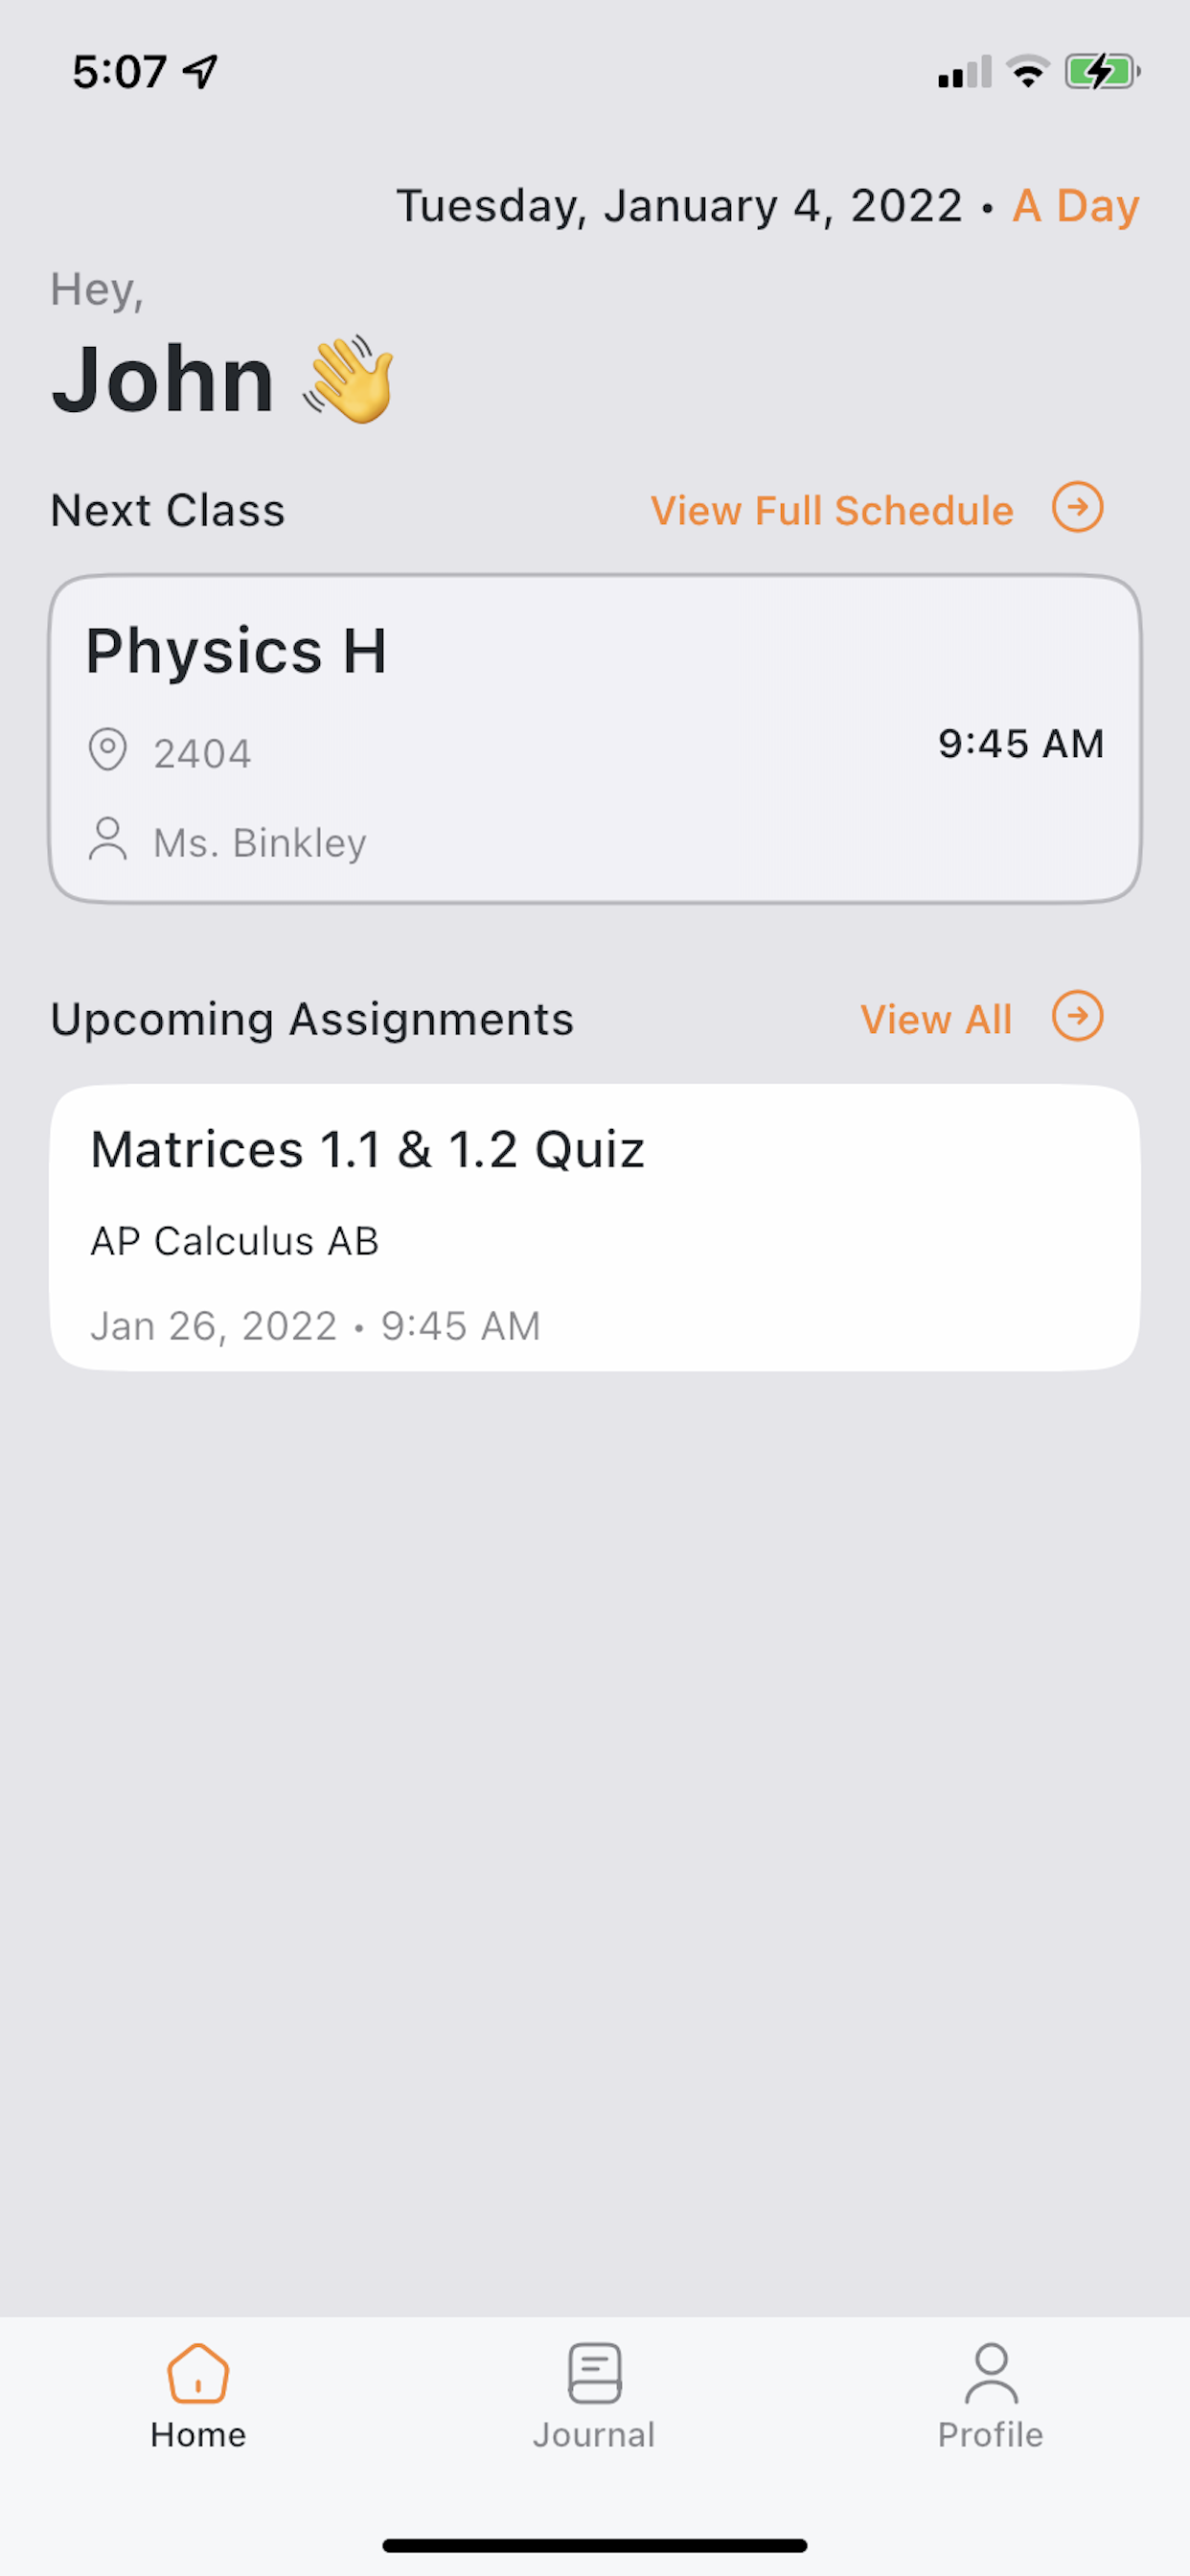 5:07
Tuesday, January 4, 2022 • A Day
Hey,
John 👋
Next Class
View Full Schedule
Physics H
2404
9:45 AM
Ms. Binkley
Upcoming Assignments
View All
Matrices 1.1 & 1.2 Quiz
AP Calculus AB
Jan 26, 2022 • 9:45 AM
Home
Journal
Profile